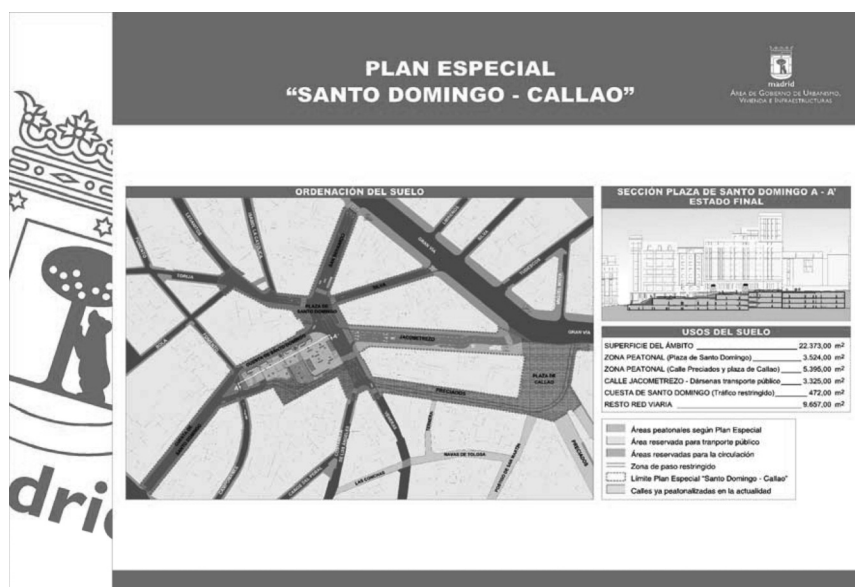 PLAN ESPECIAL
“SANTO DOMINGO - CALLAO”
madrid
ÁREA DE GOBIERNO DE URBANISMO,
VIVIENDA E INFRAESTRUCTURAS
drid
ORDENACIÓN DEL SUELO
GRAN VÍA
SILVA
TORIJA
PLAZA DE
SANTO DOMINGO
JACOMETREZO
GRAN VÍA
PLAZA DE
CALLAO
PRECIADOS
NAVAS DE TOLOSA
PRECIADOS
LAS CONCHAS
SECCIÓN PLAZA DE SANTO DOMINGO A - A'
ESTADO FINAL
USOS DEL SUELO
SUPERFICIE DEL ÁMBITO 22.373,00 m2
ZONA PEATONAL (Plaza de Santo Domingo) 3.524,00 m2
ZONA PEATONAL (Calle Preciados y plaza de Callao) 5.395,00 m2
CALLE JACOMETREZO - Dársenas transporte público 3.325,00 m2
CUESTA DE SANTO DOMINGO (Tráfico restringido) 472,00 m2
RESTO RED VIARIA 9.657,00 m2
Áreas peatonales según Plan Especial
Área reservada para tranporte público
Áreas reservadas para la circulación
Zona de paso restringido
Límite Plan Especial "Santo Domingo - Callao"
Calles ya peatonalizadas en la actualidad